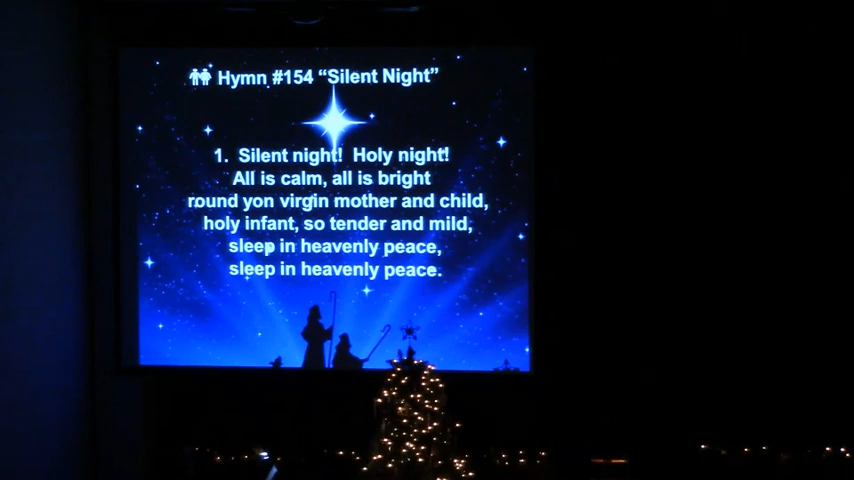 Hymn #154 “Silent Night”
1. Silent night! Holy night!
All is calm, all is bright
round yon virgin mother and child,
holy infant, so tender and mild,
sleep in heavenly peace,
sleep in heavenly peace.